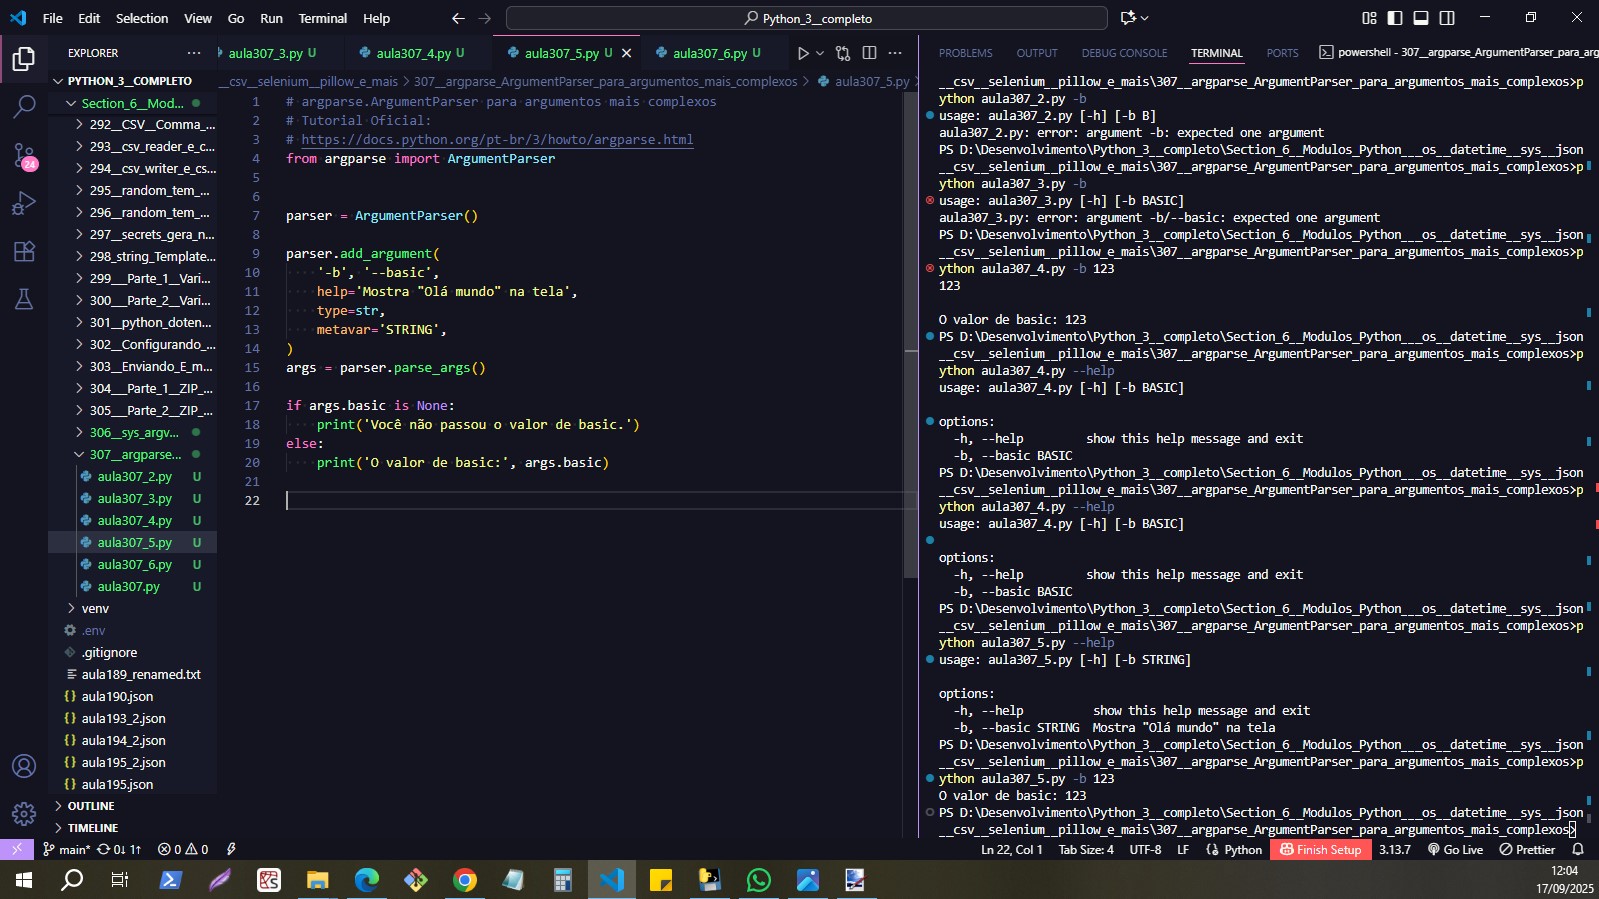 File Edit Selection View Go Run Terminal Help
Python_3__completo
EXPLORER
PYTHON_3__COMPLETO
Section_6__Mod...
292__CSV__Comma_...
293__csv_reader_e_c...
294__csv_writer_e_cs...
295__random_tem_...
296__random_tem_...
297__secrets_gera_n...
298_string_Template...
299___Parte_1__Vari...
300___Parte_2__Vari...
301__python_doten...
302__Configurando_...
303__Enviando_E_m...
304___Parte_1__ZIP_...
305___Parte_2__ZIP_...
306__sys_argv...
307__argparse...
aula307_2.py U
aula307_3.py U
aula307_4.py U
aula307_5.py U
aula307_6.py U
aula307.py U
venv
.env
.gitignore
aula189_renamed.txt
aula190.json
aula193_2.json
aula194_2.json
aula195_2.json
aula195.json
OUTLINE
TIMELINE
24
aula307_3.py U aula307_4.py U aula307_5.py U aula307_6.py U
__csv__selenium__pillow_e_mais > 307__argparse_ArgumentParser_para_argumentos_mais_complexos > aula307_5.py >
1 # argparse.ArgumentParser para argumentos mais complexos
2 # Tutorial Oficial:
3 # https://docs.python.org/pt-br/3/howto/argparse.html
4 from argparse import ArgumentParser
5
6
7 parser = ArgumentParser()
8
9 parser.add_argument(
10 '-b', '--basic',
11 help='Mostra "Olá mundo" na tela',
12 type=str,
13 metavar='STRING',
14 )
15 args = parser.parse_args()
16
17 if args.basic is None:
18 print('Você não passou o valor de basic.')
19 else:
20 print('O valor de basic:', args.basic)
21
22
PROBLEMS OUTPUT DEBUG CONSOLE TERMINAL PORTS powershell - 307__argparse_ArgumentParser_para_arg
__csv__selenium__pillow_e_mais\307__argparse_ArgumentParser_para_argumentos_mais_complexos>p
ython aula307_2.py -b
usage: aula307_2.py [-h] [-b B]
aula307_2.py: error: argument -b: expected one argument
PS D:\Desenvolvimento\Python_3__completo\Section_6__Modulos_Python___os__datetime__sys__json
__csv__selenium__pillow_e_mais\307__argparse_ArgumentParser_para_argumentos_mais_complexos>p
ython aula307_3.py -b
usage: aula307_3.py [-h] [-b BASIC]
aula307_3.py: error: argument -b/--basic: expected one argument
PS D:\Desenvolvimento\Python_3__completo\Section_6__Modulos_Python___os__datetime__sys__json
__csv__selenium__pillow_e_mais\307__argparse_ArgumentParser_para_argumentos_mais_complexos>p
ython aula307_4.py -b 123
123
O valor de basic: 123
PS D:\Desenvolvimento\Python_3__completo\Section_6__Modulos_Python___os__datetime__sys__json
__csv__selenium__pillow_e_mais\307__argparse_ArgumentParser_para_argumentos_mais_complexos>p
ython aula307_4.py --help
usage: aula307_4.py [-h] [-b BASIC]
options:
-h, --help show this help message and exit
-b, --basic BASIC
PS D:\Desenvolvimento\Python_3__completo\Section_6__Modulos_Python___os__datetime__sys__json
__csv__selenium__pillow_e_mais\307__argparse_ArgumentParser_para_argumentos_mais_complexos>p
ython aula307_4.py --help
usage: aula307_4.py [-h] [-b BASIC]
options:
-h, --help show this help message and exit
-b, --basic BASIC
PS D:\Desenvolvimento\Python_3__completo\Section_6__Modulos_Python___os__datetime__sys__json
__csv__selenium__pillow_e_mais\307__argparse_ArgumentParser_para_argumentos_mais_complexos>p
ython aula307_5.py --help
usage: aula307_5.py [-h] [-b STRING]
options:
-h, --help show this help message and exit
-b, --basic STRING Mostra "Olá mundo" na tela
PS D:\Desenvolvimento\Python_3__completo\Section_6__Modulos_Python___os__datetime__sys__json
__csv__selenium__pillow_e_mais\307__argparse_ArgumentParser_para_argumentos_mais_complexos>p
ython aula307_5.py -b 123
O valor de basic: 123
PS D:\Desenvolvimento\Python_3__completo\Section_6__Modulos_Python___os__datetime__sys__json
__csv__selenium__pillow_e_mais\307__argparse_ArgumentParser_para_argumentos_mais_complexos>
main* 0↓ 1↑ 0 0 Ln 22, Col 1 Tab Size: 4 UTF-8 LF Python Finish Setup 3.13.7 Go Live Prettier
12:04
17/09/2025